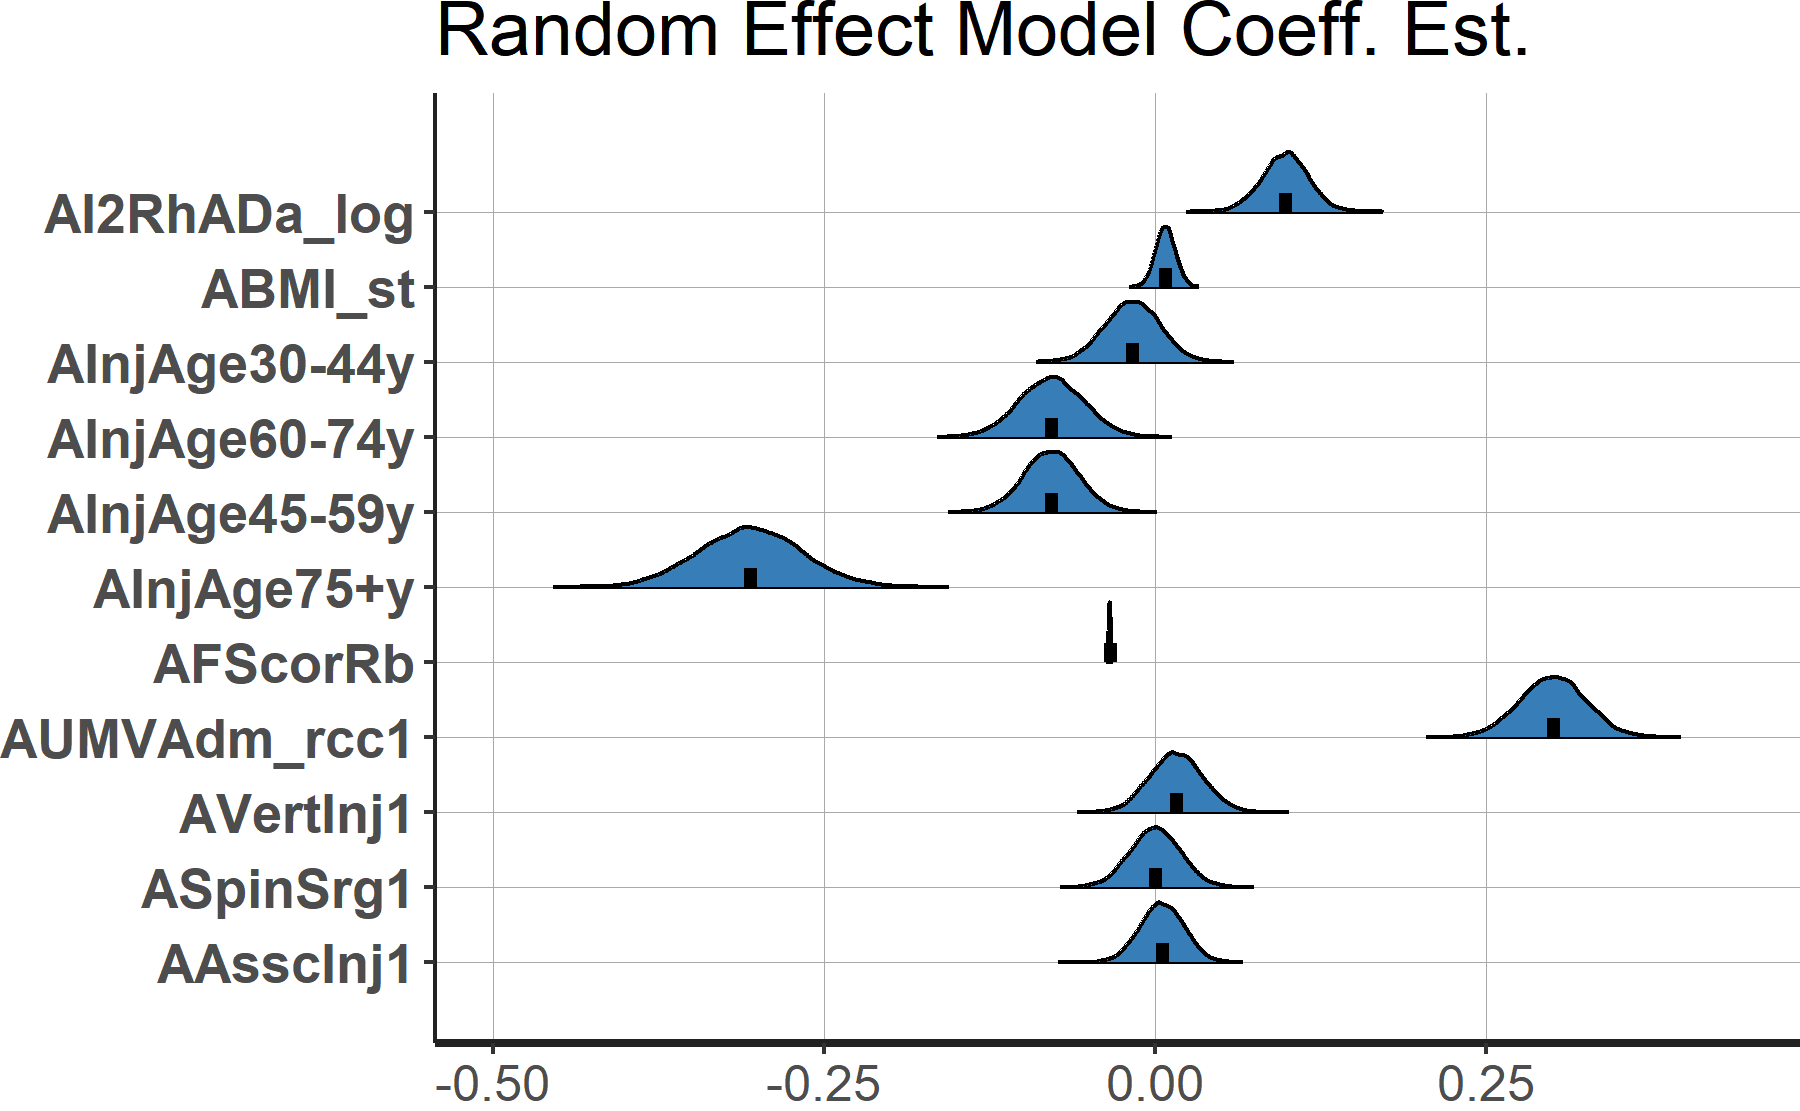 Random Effect Model Coeff. Est.
AI2RhADa_log
ABMI_st
AInjAge30-44y
AInjAge60-74y
AInjAge45-59y
AInjAge75+y
AFScorRb
AUMVAdm_rcc1
AVertInj1
ASpinSrg1
AAsscInj1
-0.50 -0.25 0.00 0.25